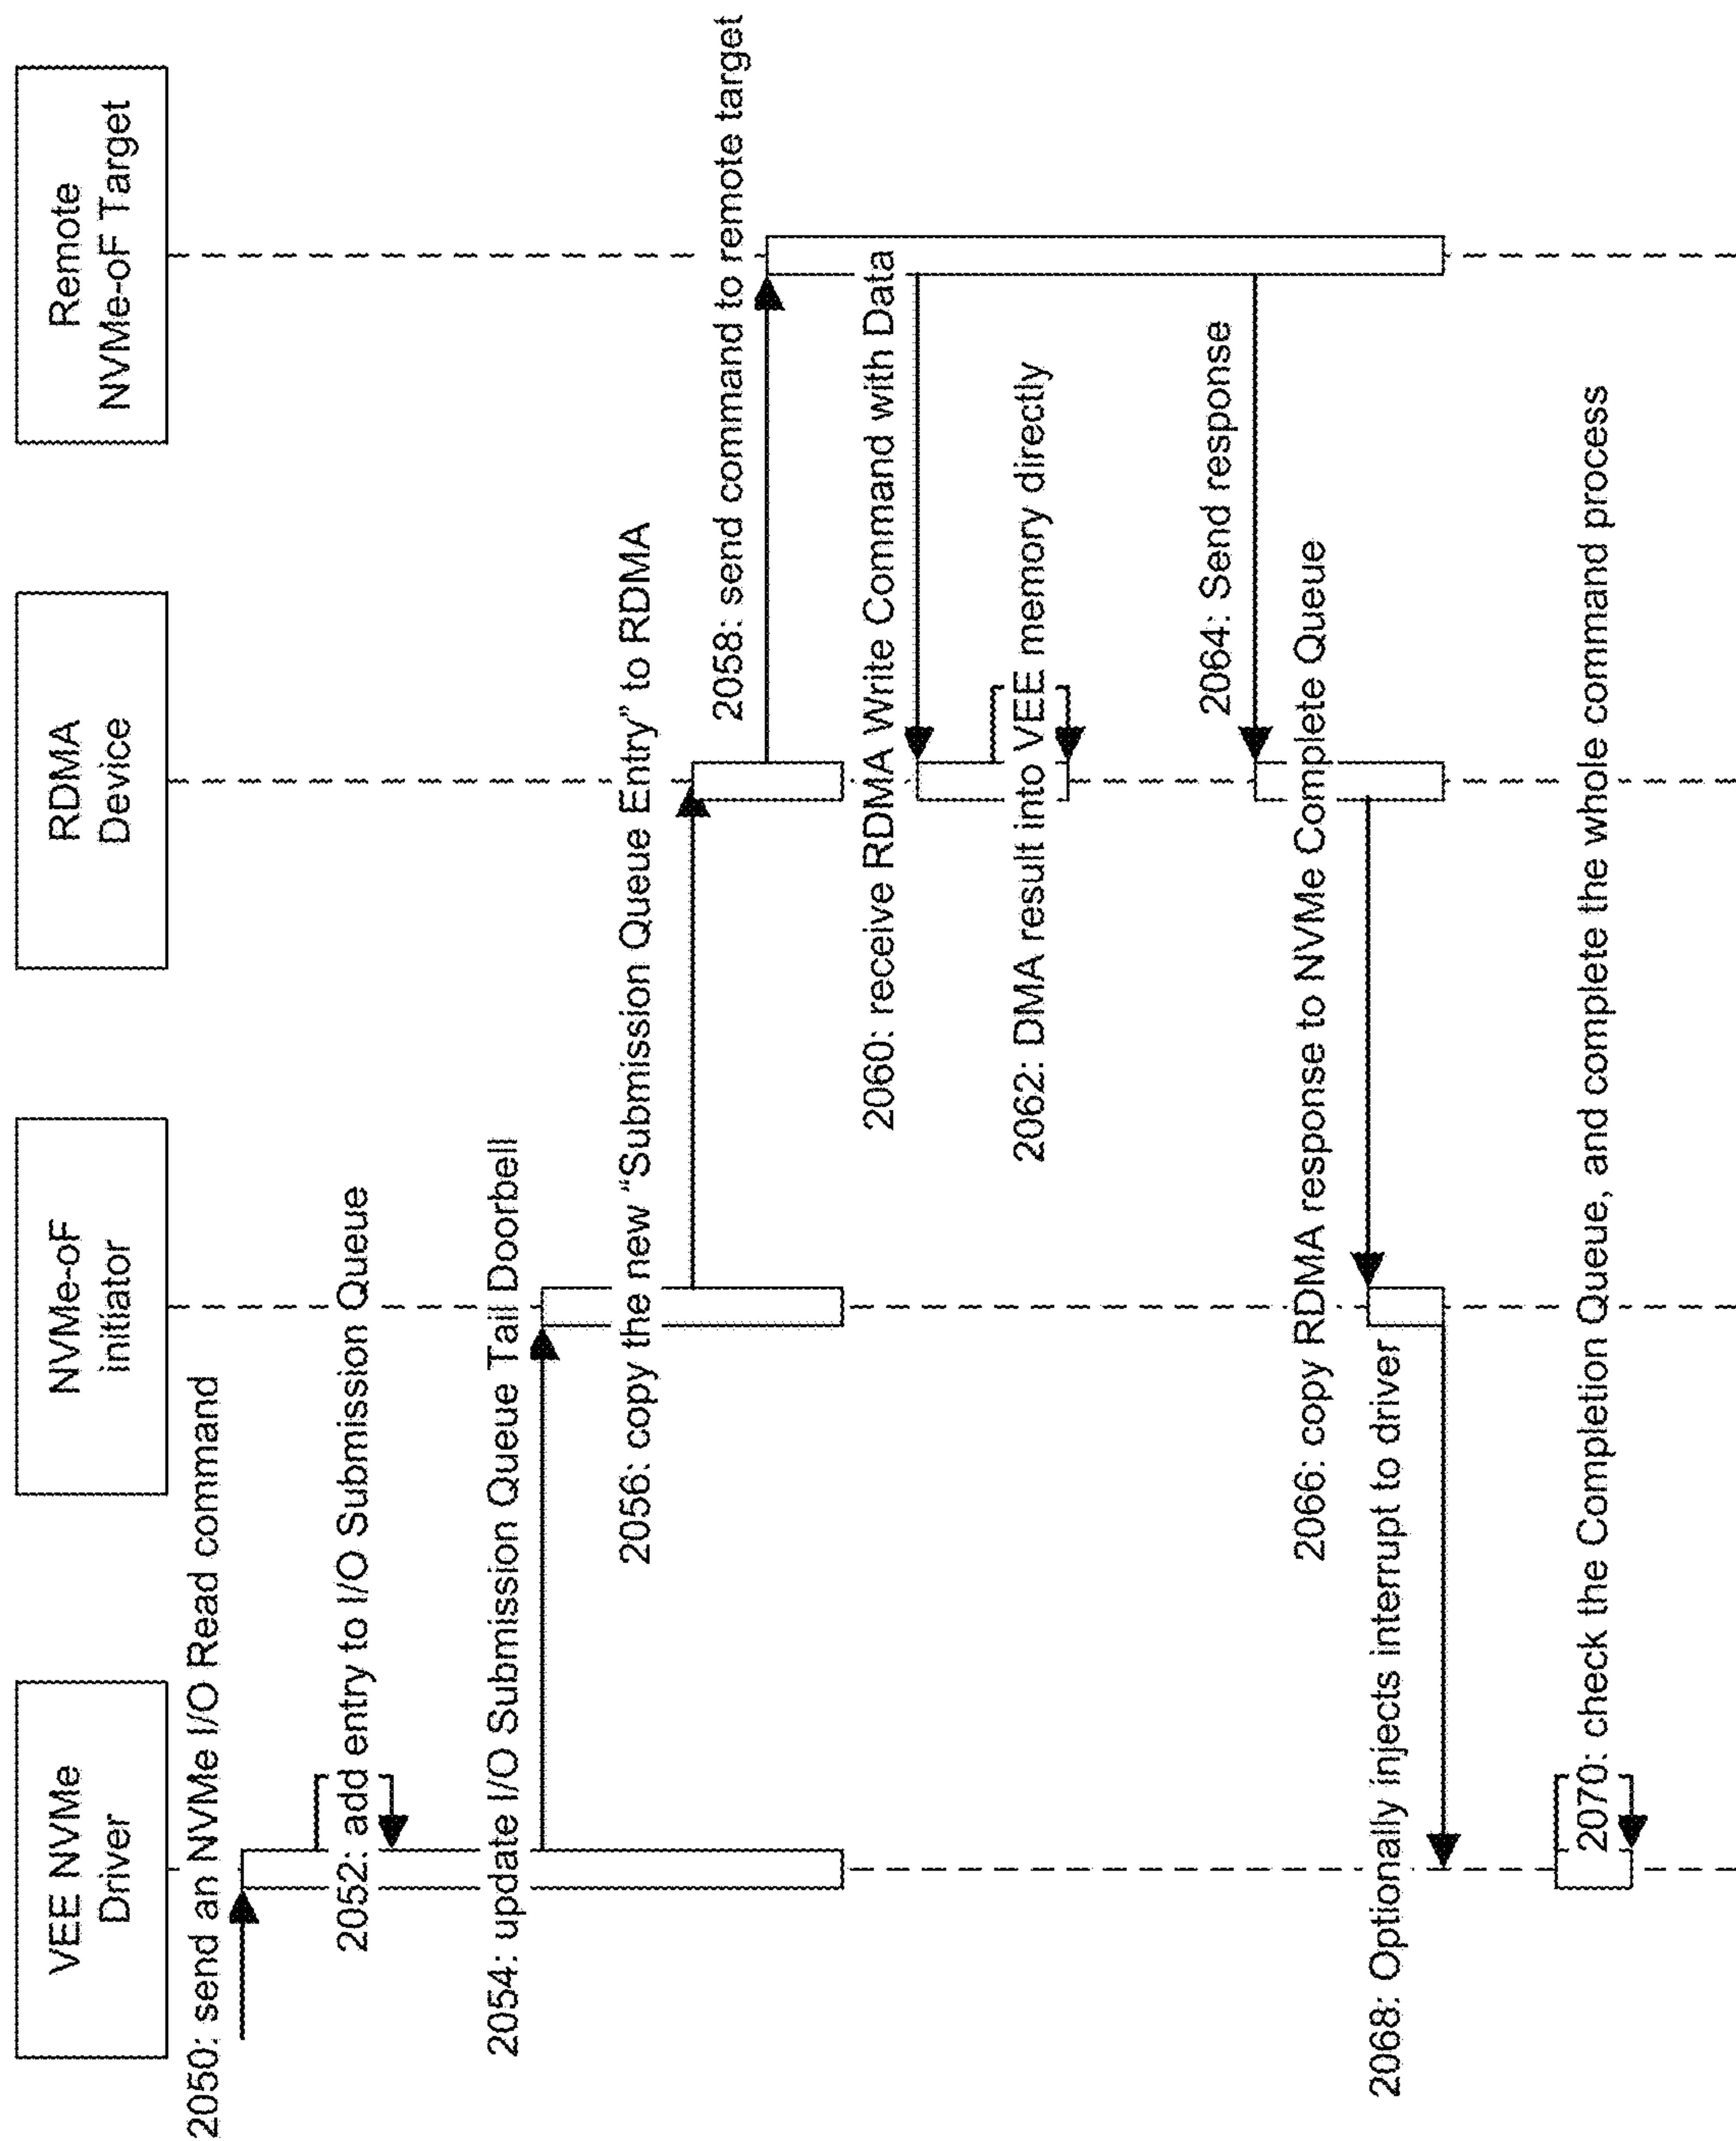 VEE NVMe
Driver
NVMe-oF
initiator
RDMA
Device
Remote
NVMe-oF Target
2050: send an NVMe I/O Read command
2052: add entry to I/O Submission Queue
2054: update I/O Submission Queue Tail Doorbell
2056: copy the new “Submission Queue Entry” to RDMA
2058: send command to remote target
2060: receive RDMA Write Command with Data
2062: DMA result into VEE memory directly
2064: Send response
2066: copy RDMA response to NVMe Complete Queue
2068: Optionally injects interrupt to driver
2070: check the Completion Queue, and complete the whole command process